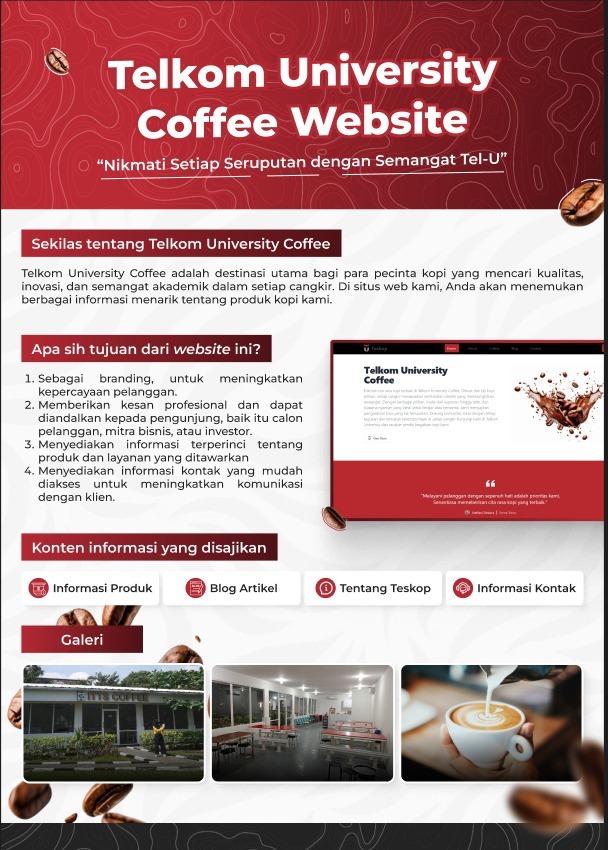 Telkom University
Coffee Website
“Nikmati Setiap Seruputan dengan Semangat Tel-U”
Sekilas tentang Telkom University Coffee
Telkom University Coffee adalah destinasi utama bagi para pecinta kopi yang mencari kualitas,
inovasi, dan semangat akademik dalam setiap cangkir. Di situs web kami, Anda akan menemukan
berbagai informasi menarik tentang produk kopi kami.
Apa sih tujuan dari website ini?
1. Sebagai branding, untuk meningkatkan
kepercayaan pelanggan.
2. Memberikan kesan profesional dan dapat
diandalkan kepada pengunjung, baik itu calon
pelanggan, mitra bisnis, atau investor.
3. Menyediakan informasi terperinci tentang
produk dan layanan yang ditawarkan
4. Menyediakan informasi kontak yang mudah
diakses untuk meningkatkan komunikasi
dengan klien.
Teskop
Telkom University
Coffee
“Melayani pelanggan dengan sepenuh hati adalah prioritas kami.
Senantiasa memberikan cita rasa kopi yang terbaik.”
Konten informasi yang disajikan
Informasi Produk
Blog Artikel
Tentang Teskop
Informasi Kontak
Galeri